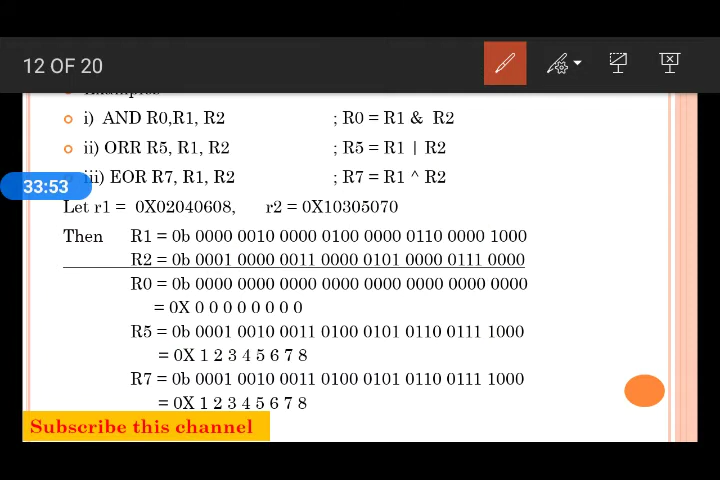 12 OF 20
i) AND R0,R1, R2 ; R0 = R1 & R2
ii) ORR R5, R1, R2 ; R5 = R1 | R2
33:53 iii) EOR R7, R1, R2 ; R7 = R1 ^ R2
Let r1 = 0X02040608, r2 = 0X10305070
Then R1 = 0b 0000 0010 0000 0100 0000 0110 0000 1000
R2 = 0b 0001 0000 0011 0000 0101 0000 0111 0000
R0 = 0b 0000 0000 0000 0000 0000 0000 0000 0000
= 0X 0 0 0 0 0 0 0 0
R5 = 0b 0001 0010 0011 0100 0101 0110 0111 1000
= 0X 1 2 3 4 5 6 7 8
R7 = 0b 0001 0010 0011 0100 0101 0110 0111 1000
= 0X 1 2 3 4 5 6 7 8
Subscribe this channel